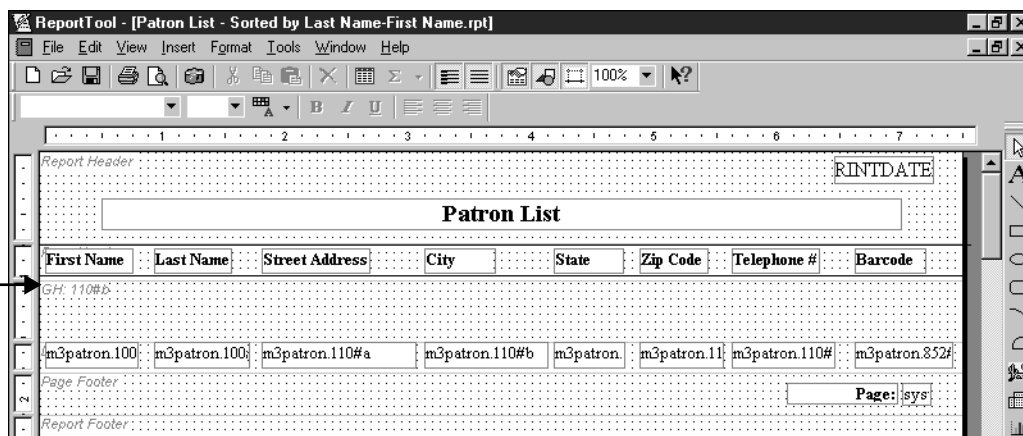 ReportTool - [Patron List - Sorted by Last Name-First Name.rpt]
File Edit View Insert Format Tools Window Help
100%
B I U
1 2 3 4 5 6 7
Report Header
RINTDATE
Patron List
First Name Last Name Street Address City State Zip Code Telephone # Barcode
GH: 110#b
m3patron.100 m3patron.100 m3patron.110#a m3patron.110#b m3patron. m3patron.11 m3patron.110# m3patron.852#
Page Footer
Page: sys
2
Report Footer